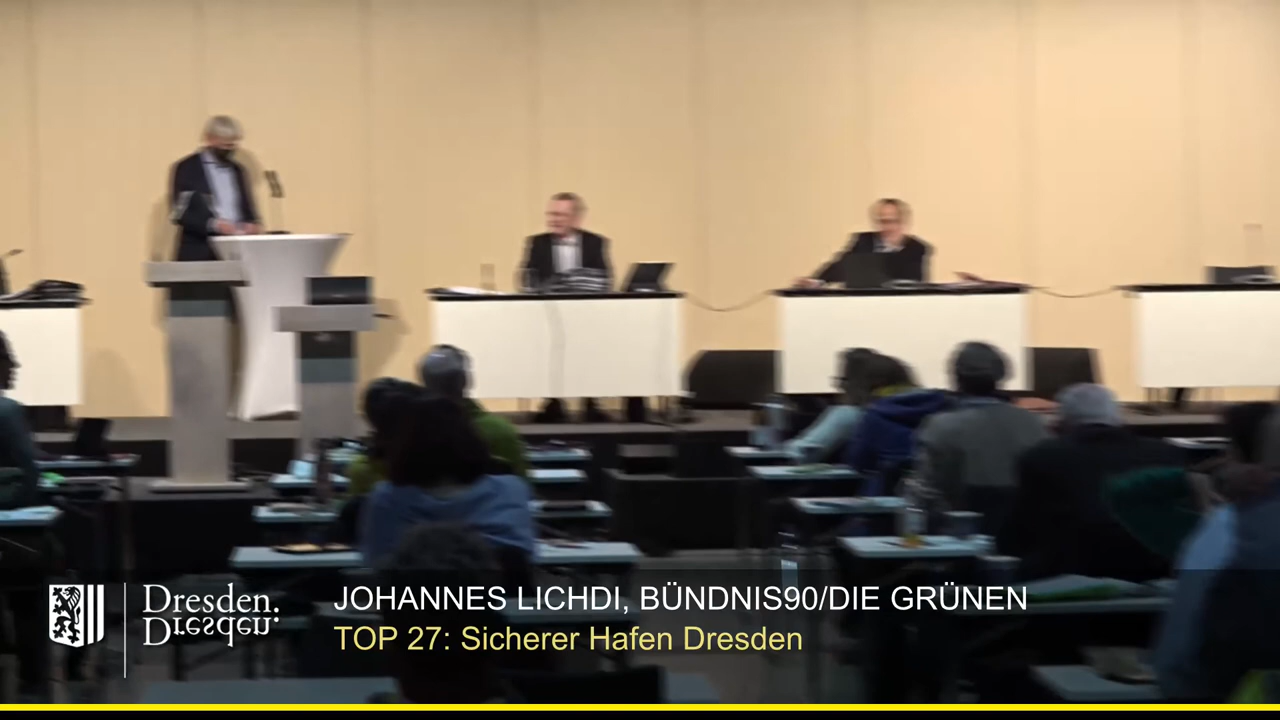 Dresden.
Dresden.
JOHANNES LICHDI, BÜNDNIS90/DIE GRÜNEN
TOP 27: Sicherer Hafen Dresden